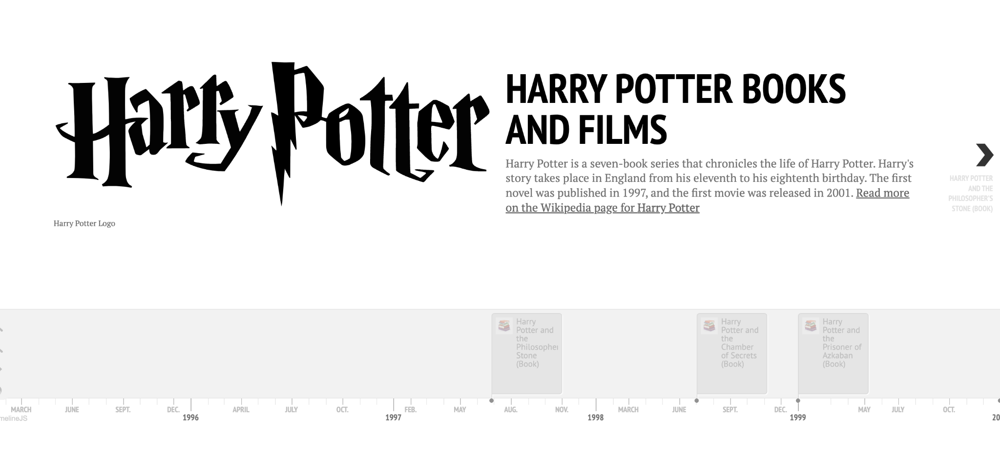 Harry Potter
HARRY POTTER BOOKS
AND FILMS
Harry Potter is a seven-book series that chronicles the life of Harry Potter. Harry's
story takes place in England from his eleventh to his eighteenth birthday. The first
novel was published in 1997, and the first movie was released in 2001. Read more
on the Wikipedia page for Harry Potter
Harry Potter Logo
HARRY POTTER
AND THE
PHILOSOPHER'S
STONE (BOOK)
Harry
Potter and
the
Philosopher
Stone
(Book)
Harry
Potter and
the
Chamber
of Secrets
(Book)
Harry
Potter and
the
Prisoner of
Azkaban
(Book)
MARCH JUNE SEPT. DEC. APRIL JULY OCT. FEB. MAY AUG. NOV. MARCH JUNE SEPT. DEC. MAY JULY OCT.
melineJS 1996 1997 1998 1999 20